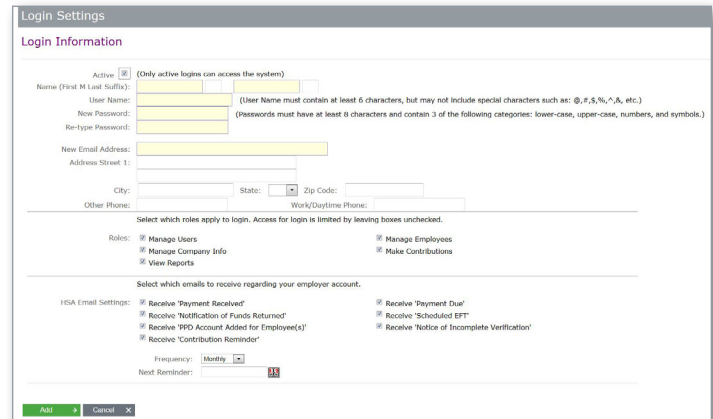 Login Settings
Login Information
Active (Only active logins can access the system)
Name (First M Last Suffix):
User Name: (User Name must contain at least 6 characters, but may not include special characters such as: @,#,$,%,^,&, etc.)
New Password: (Passwords must have at least 8 characters and contain 3 of the following categories: lower-case, upper-case, numbers, and symbols.)
Re-type Password:
New Email Address:
Address Street 1:
City: State: Zip Code:
Other Phone: Work/Daytime Phone:
Select which roles apply to login. Access for login is limited by leaving boxes unchecked.
Roles: Manage Users Manage Employees
Manage Company Info Make Contributions
View Reports
Select which emails to receive regarding your employer account.
HSA Email Settings: Receive 'Payment Received' Receive 'Payment Due'
Receive 'Notification of Funds Returned' Receive 'Scheduled EFT'
Receive 'PPD Account Added for Employee(s)' Receive 'Notice of Incomplete Verification'
Receive 'Contribution Reminder'
Frequency: Monthly
Next Reminder:
Add Cancel X